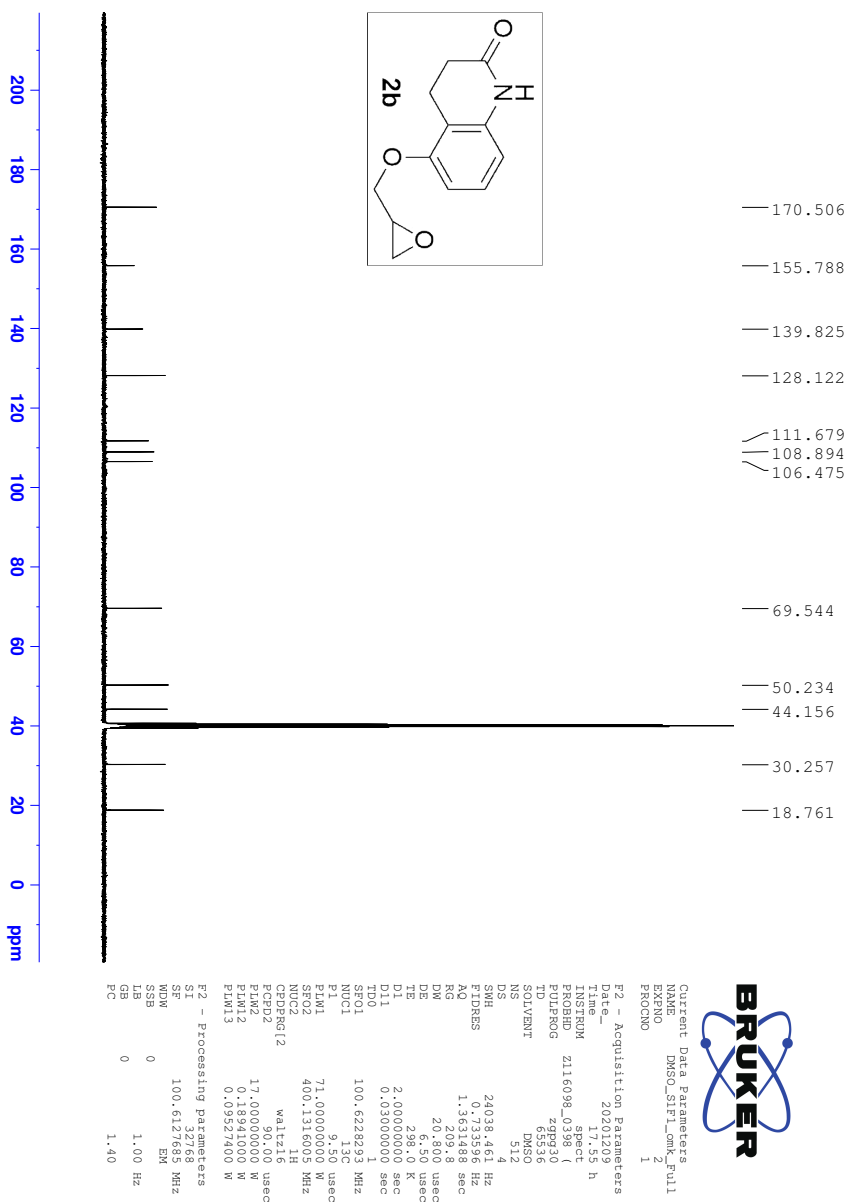 BRUKER
170.506
155.788
139.825
128.122
111.679
108.894
106.475
69.544
50.234
44.156
30.257
18.761
O
N
H
2b
O
O
200 180 160 140 120 100 80 60 40 20 0 ppm
Current Data Parameters
NAME DMSO_S1F1_omk_Full
EXPNO 2
PROCNO 1
F2 - Acquisition Parameters
Date_ 20201209
Time 17.55 h
INSTRUM spect
PROBHD Z116098_0398 (
PULPROG zgpg30
TD 65536
SOLVENT DMSO
NS 512
DS 4
SWH 24038.461 Hz
FIDRES 0.733596 Hz
AQ 1.3631488 sec
RG 209.8
DW 20.800 usec
DE 6.50 usec
TE 298.0 K
D1 2.00000000 sec
D11 0.03000000 sec
TD0 1
SFO1 100.6228293 MHz
NUC1 13C
P1 9.50 usec
PLW1 71.00000000 W
SFO2 400.1316005 MHz
NUC2 1H
CPDPRG[2 waltz16
PCPD2 90.00 usec
PLW2 17.00000000 W
PLW12 0.18941000 W
PLW13 0.09527400 W
F2 - Processing parameters
SI 32768
SF 100.6127685 MHz
WDW EM
SSB 0
LB 1.00 Hz
GB 0
PC 1.40